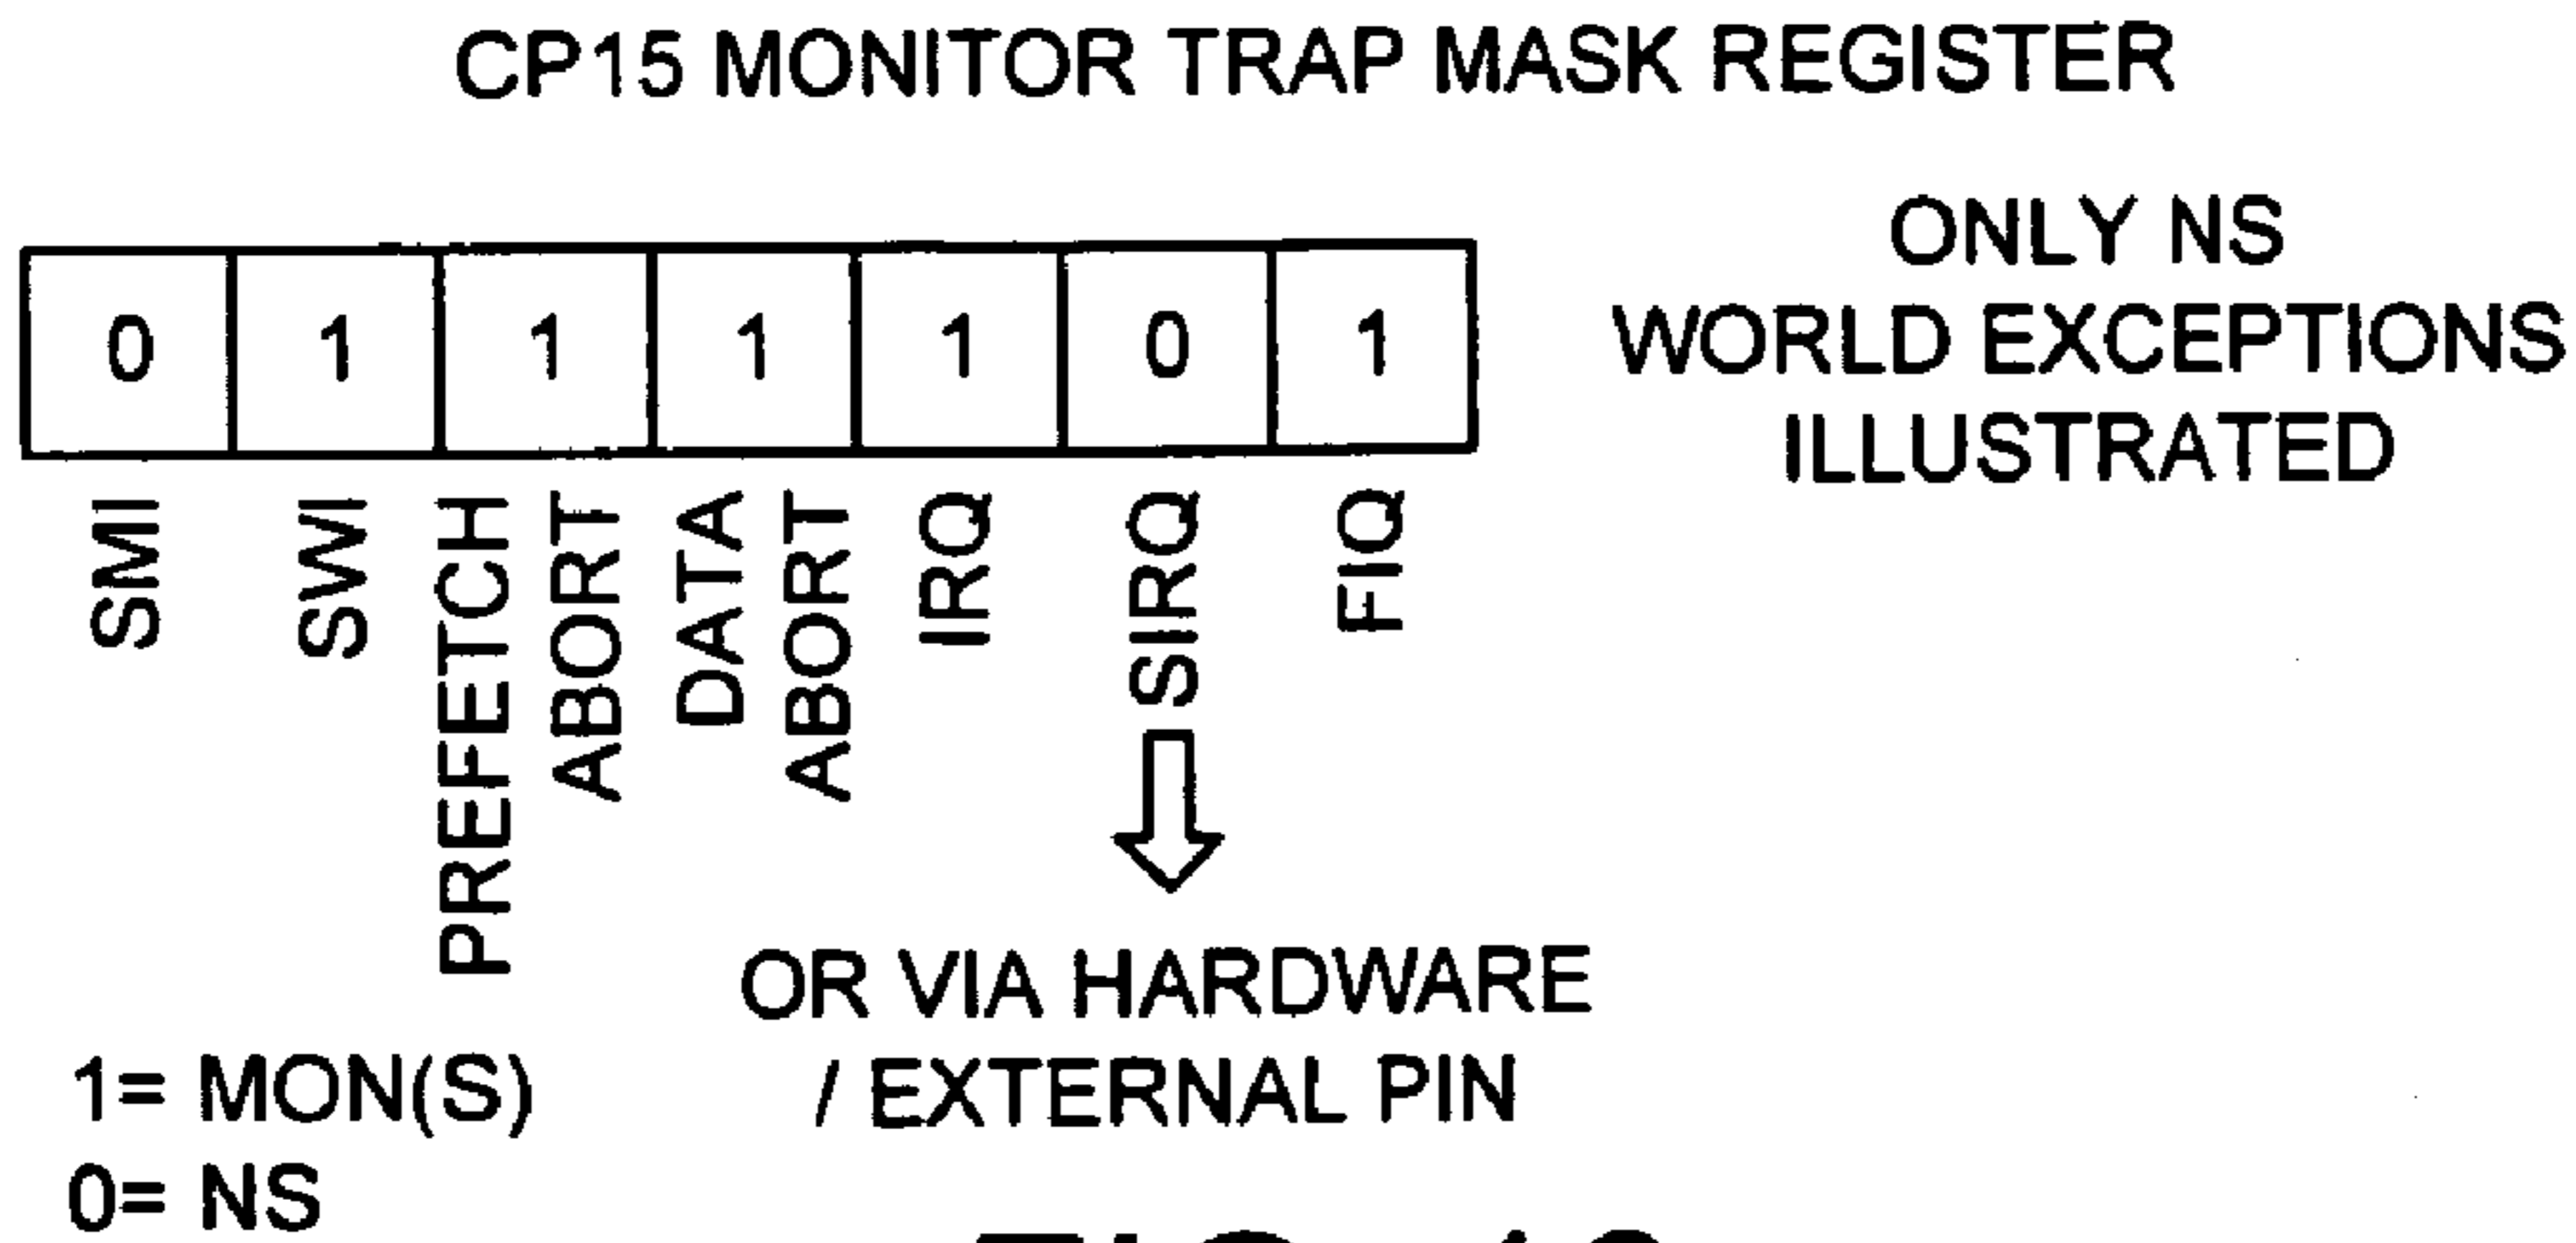 CP15 MONITOR TRAP MASK REGISTER
ONLY NS
WORLD EXCEPTIONS
ILLUSTRATED
0 1 1 1 1 0 1
SMI
SWI
PREFETCH
ABORT
DATA
ABORT
IRQ
SIRQ
FIQ
OR VIA HARDWARE
/ EXTERNAL PIN
1= MON(S)
0= NS